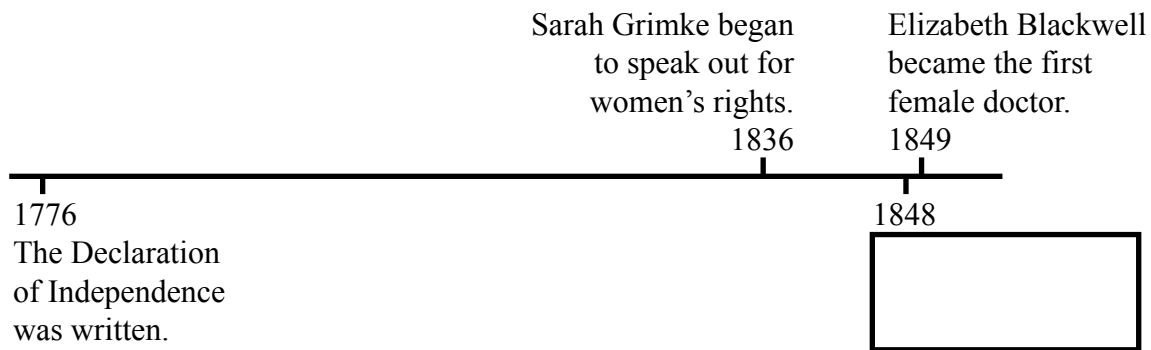 Sarah Grimke began
to speak out for
women’s rights.
1836
Elizabeth Blackwell
became the first
female doctor.
1849
1776
The Declaration
of Independence
was written.
1848